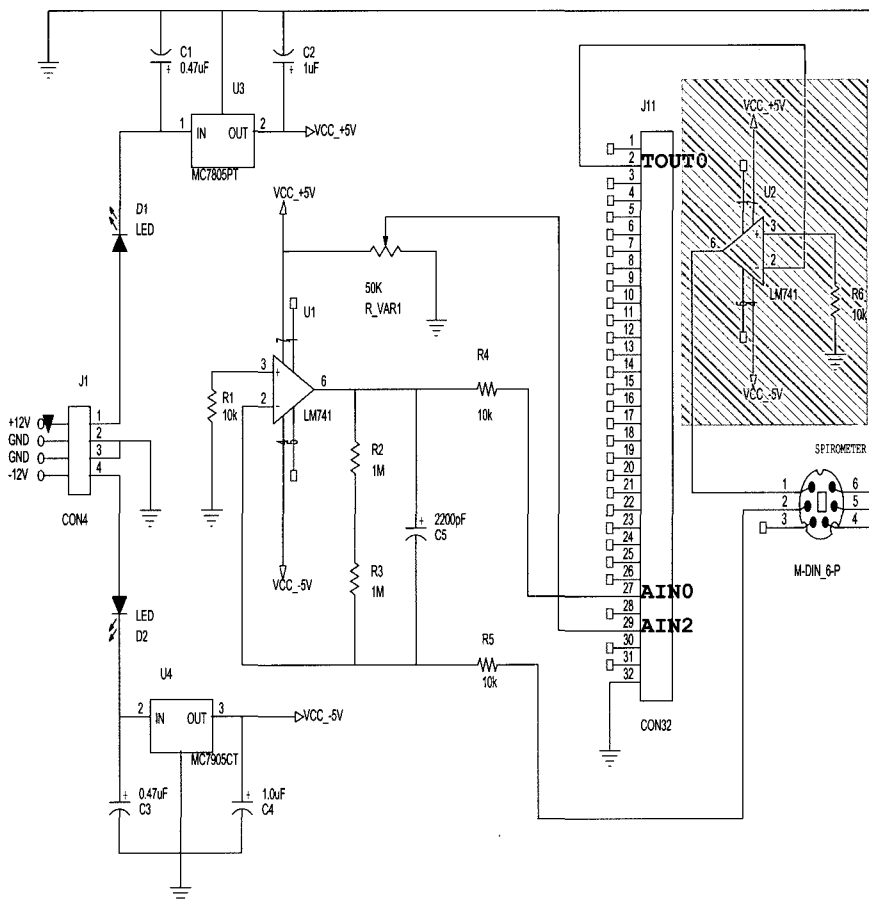 C1
0.47uF
+
C2
1uF
+
U3
1
IN
OUT
2
VCC_+5V
MC7805PT
D1
LED
VCC_+5V
50K
R_VAR1
U1
7
3
+
2
-
6
LM741
R1
10k
J1
+12V
GND
GND
-12V
1
2
3
4
CON4
R2
1M
R3
1M
+
2200pF
C5
VCC_-5V
R4
10k
R5
10k
LED
D2
U4
2
IN
OUT
3
VCC_-5V
MC7905CT
0.47uF
C3
+
1.0uF
C4
+
J11
1
2
TOUT0
3
4
5
6
7
8
9
10
11
12
13
14
15
16
17
18
19
20
21
22
23
24
25
26
27
AIN0
28
29
AIN2
30
31
32
CON32
VCC_+5V
U2
6
+
3
-
2
LM741
R6
10k
VCC_-5V
SPIROMETER
1
2
3
6
5
4
M-DIN_6-P